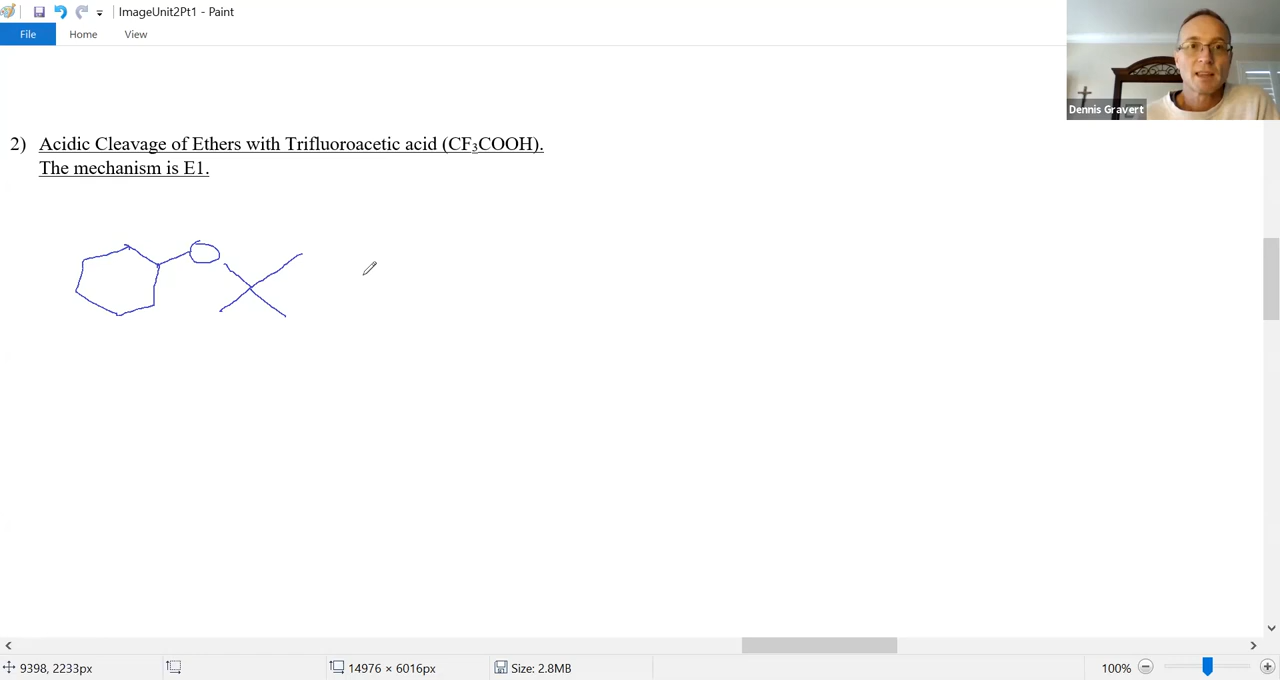 ImageUnit2Pt1 - Paint
File Home View
Dennis Gravert
2) Acidic Cleavage of Ethers with Trifluoroacetic acid (CF₃COOH).
The mechanism is E1.
O
9398, 2233px 14976 × 6016px Size: 2.8MB 100%